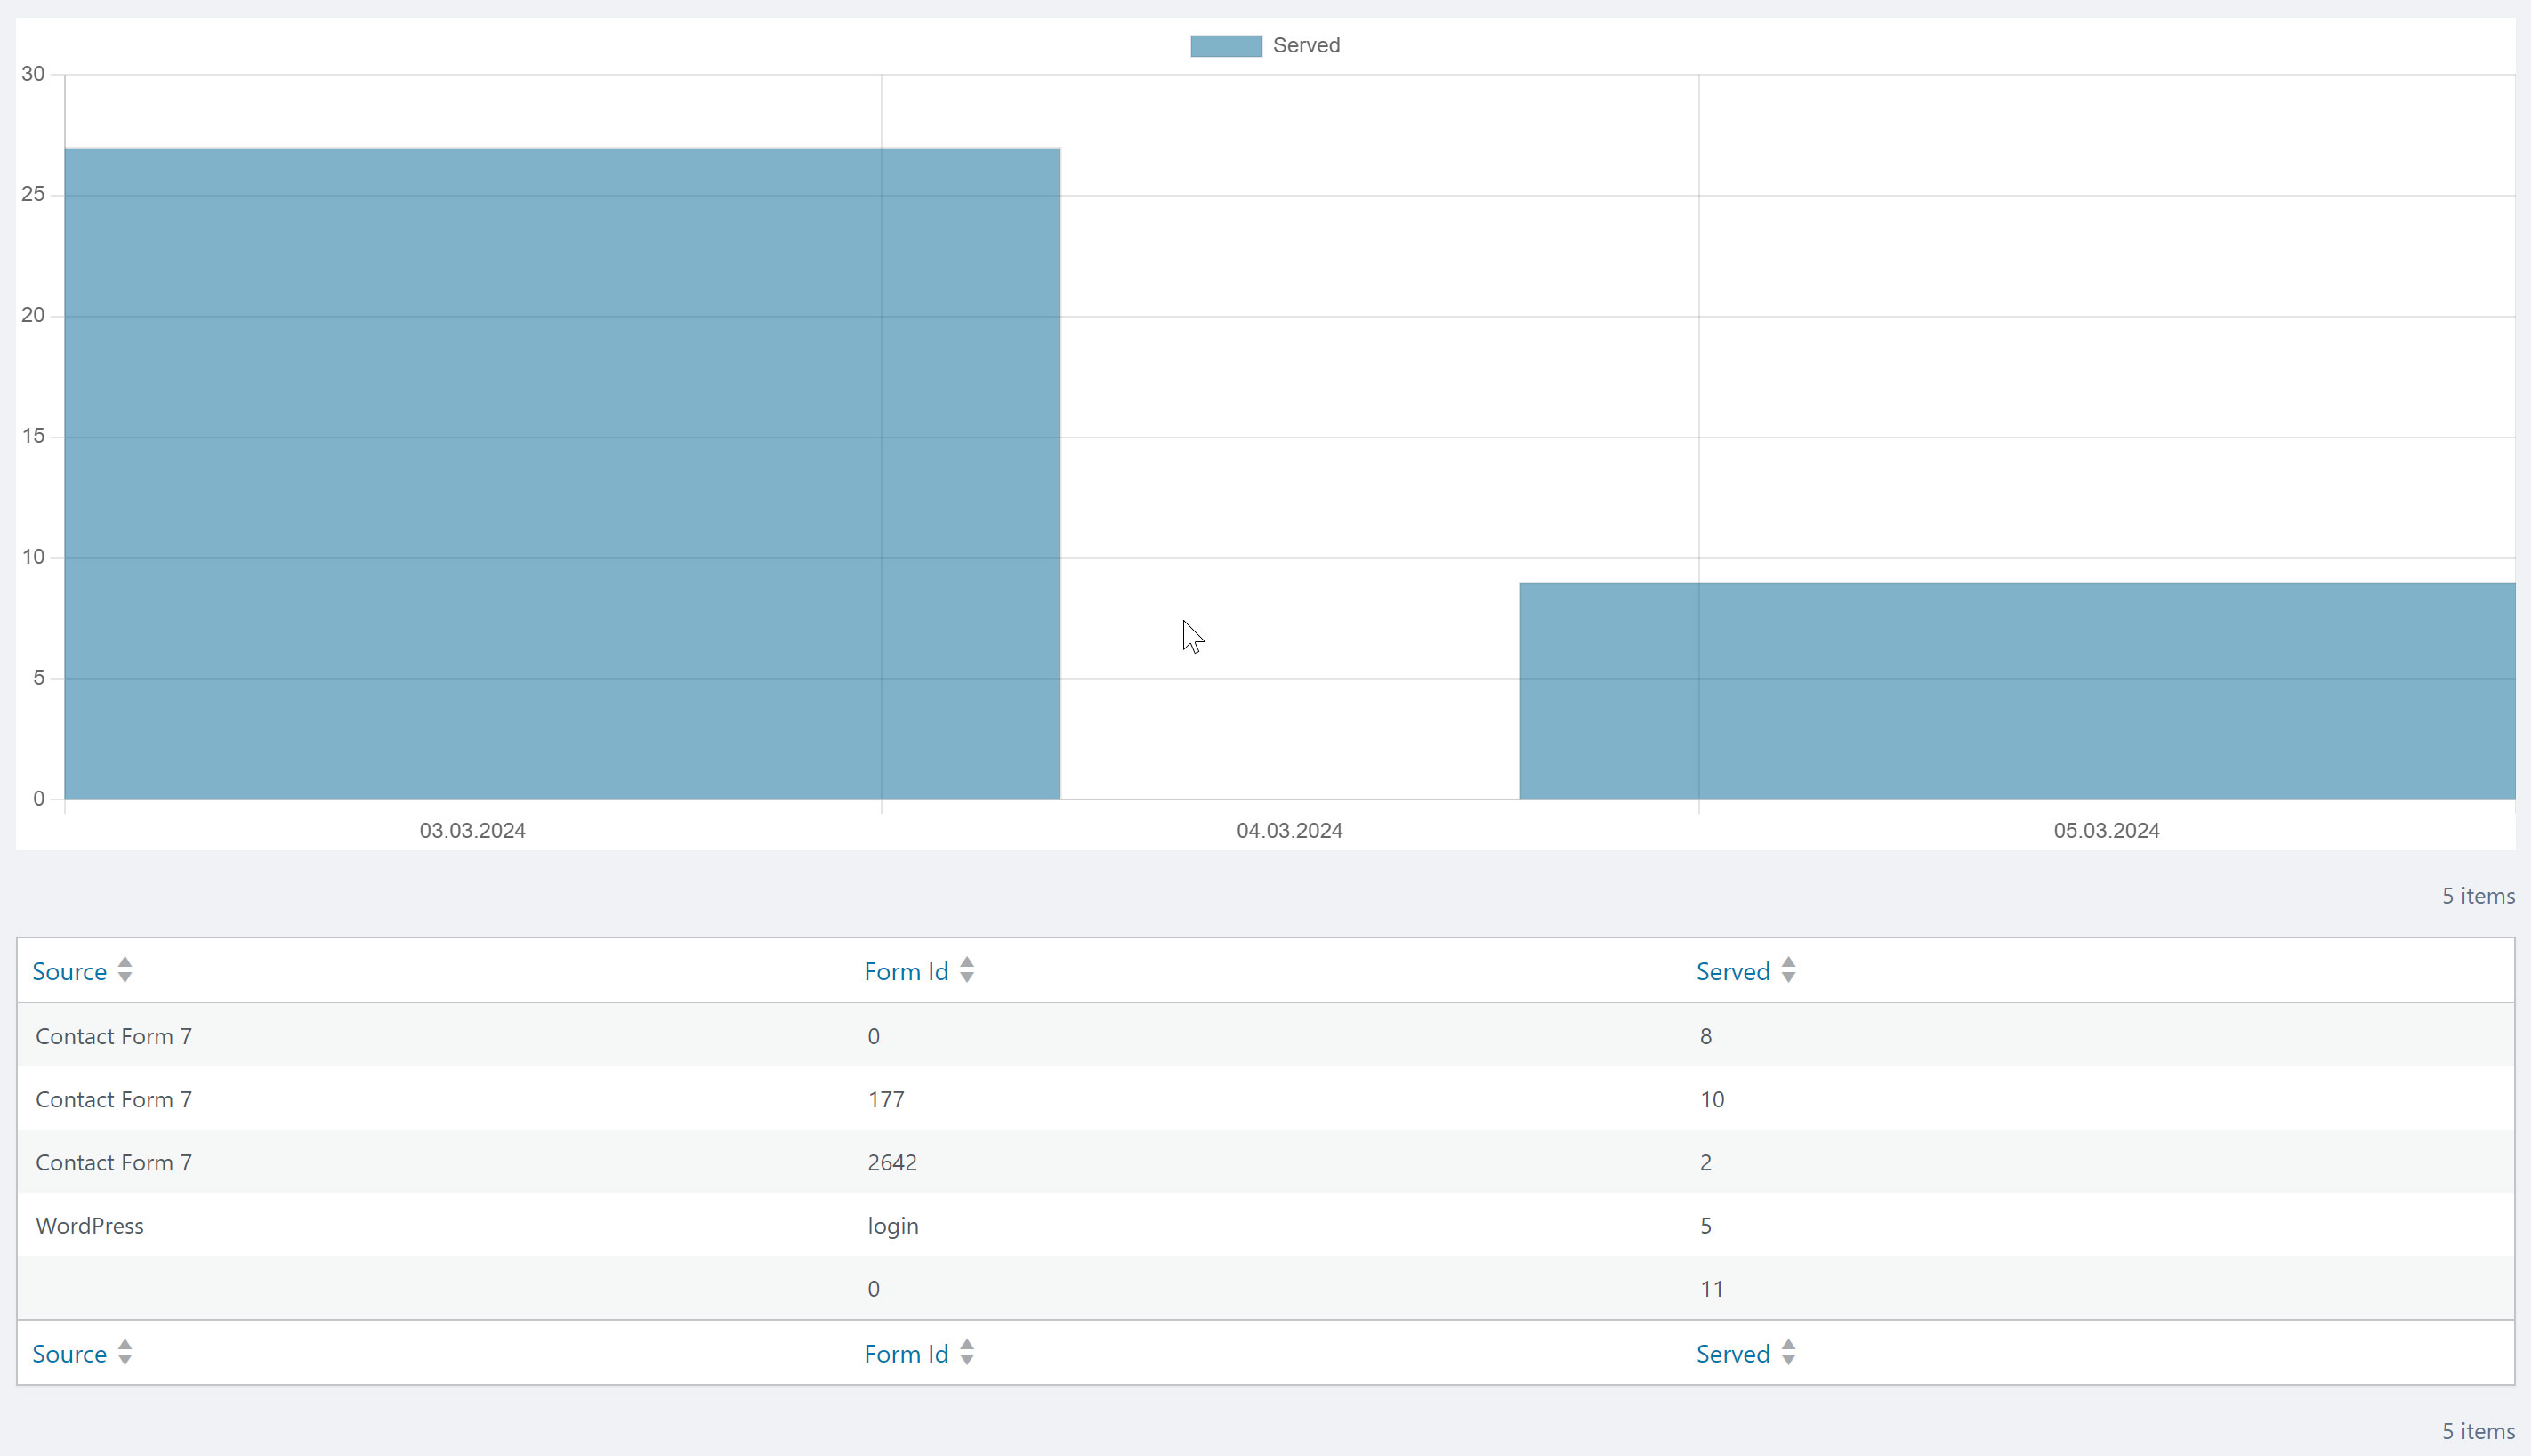 Served
30
25
20
15
10
5
0
03.03.2024 04.03.2024 05.03.2024
5 items
Source Form Id Served
Contact Form 7 0 8
Contact Form 7 177 10
Contact Form 7 2642 2
WordPress login 5
0 11
Source Form Id Served
5 items